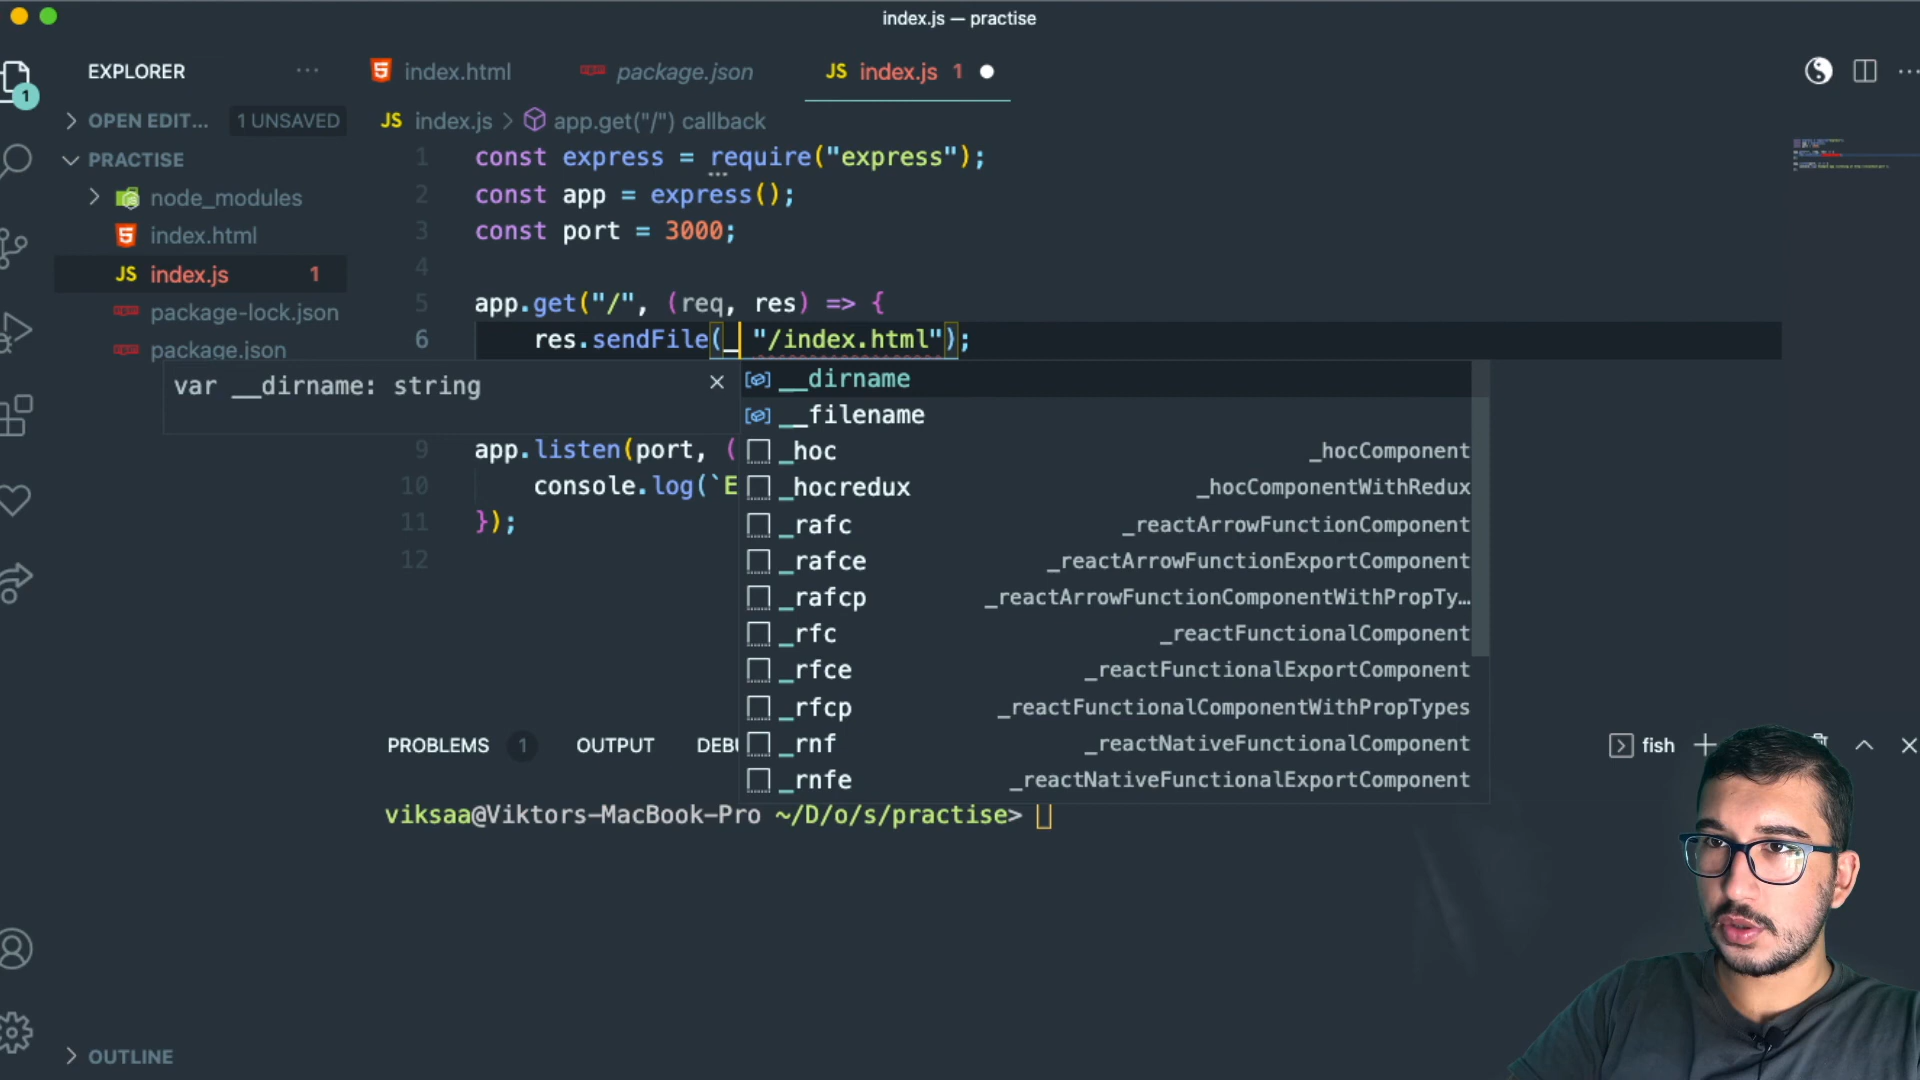 index.js — practise
EXPLORER
index.html
package.json
JS index.js 1
1
OPEN EDIT... 1 UNSAVED
JS index.js > app.get("/") callback
PRACTISE
node_modules
index.html
JS index.js 1
package-lock.json
package.json
1 const express = require("express");
2 const app = express();
3 const port = 3000;
4
5 app.get("/", (req, res) => {
6 res.sendFile(_ "/index.html");
var __dirname: string
__dirname
__filename
_hoc _hocComponent
_hocredux _hocComponentWithRedux
_rafc _reactArrowFunctionComponent
_rafce _reactArrowFunctionExportComponent
_rafcp _reactArrowFunctionComponentWithPropTy…
_rfc _reactFunctionalComponent
_rfce _reactFunctionalExportComponent
_rfcp _reactFunctionalComponentWithPropTypes
_rnf _reactNativeFunctionalComponent
_rnfe _reactNativeFunctionalExportComponent
9 app.listen(port, (
10 console.log(`E
11 });
12
PROBLEMS 1 OUTPUT DEBU
fish
viksaa@Viktors-MacBook-Pro ~/D/o/s/practise>
OUTLINE